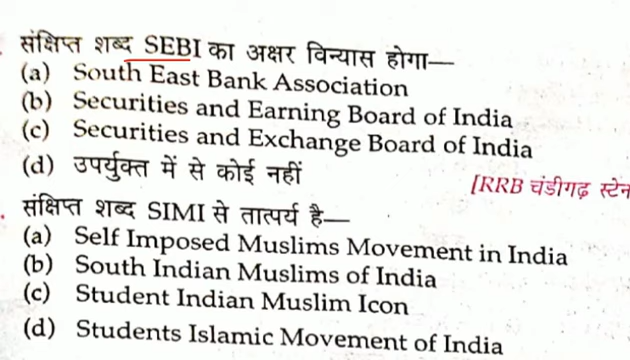 संक्षिप्त शब्द SEBI का अक्षर विन्यास होगा—
(a) South East Bank Association
(b) Securities and Earning Board of India
(c) Securities and Exchange Board of India
(d) उपर्युक्त में से कोई नहीं
[RRB चंडीगढ़ स्टेन
संक्षिप्त शब्द SIMI से तात्पर्य है—
(a) Self Imposed Muslims Movement in India
(b) South Indian Muslims of India
(c) Student Indian Muslim Icon
(d) Students Islamic Movement of India